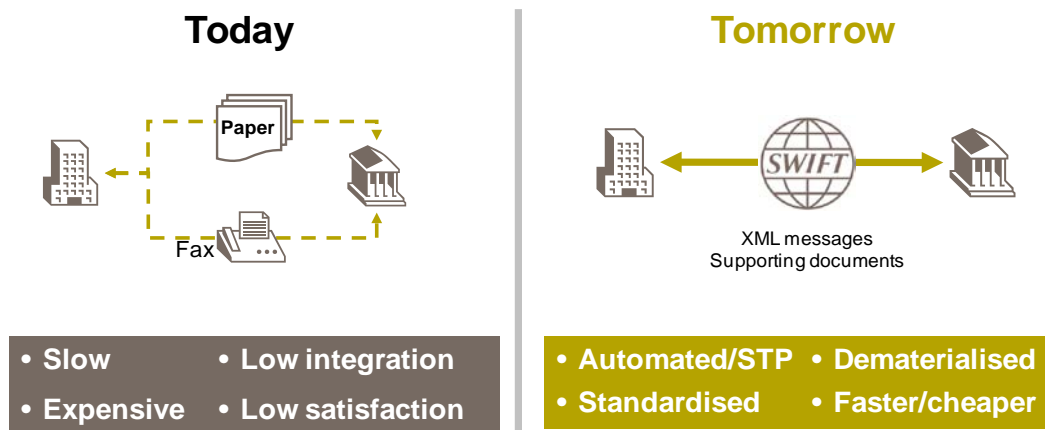 Today
Paper
Fax
• Slow
• Low integration
• Expensive
• Low satisfaction
Tomorrow
SWIFT
XML messages
Supporting documents
• Automated/STP
• Dematerialised
• Standardised
• Faster/cheaper